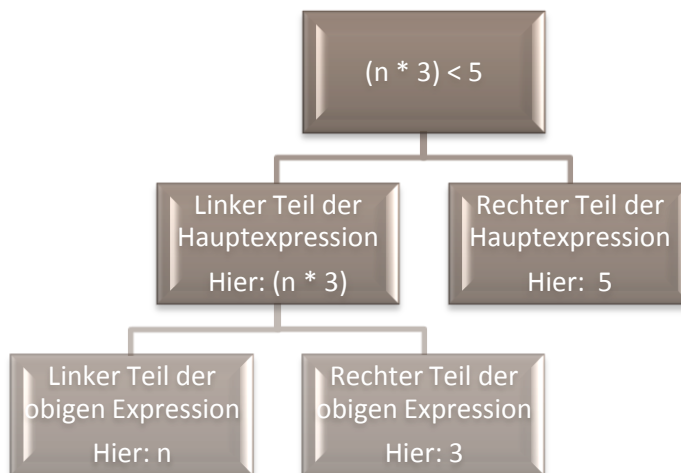 (n * 3) < 5
Linker Teil der
Hauptexpression
Hier: (n * 3)
Rechter Teil der
Hauptexpression
Hier: 5
Linker Teil der
obigen Expression
Hier: n
Rechter Teil der
obigen Expression
Hier: 3